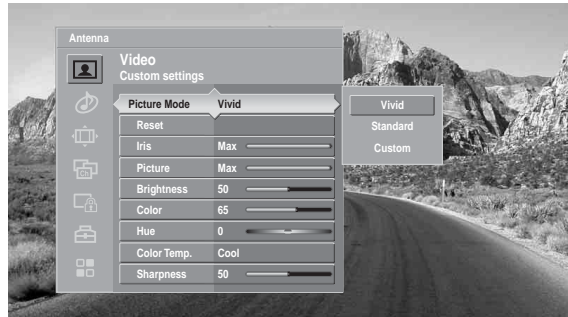 Antenna
Video
Custom settings
Picture Mode Vivid
Reset
Iris Max
Picture Max
Brightness 50
Color 65
Hue 0
Color Temp. Cool
Sharpness 50
Vivid
Standard
Custom
Ch